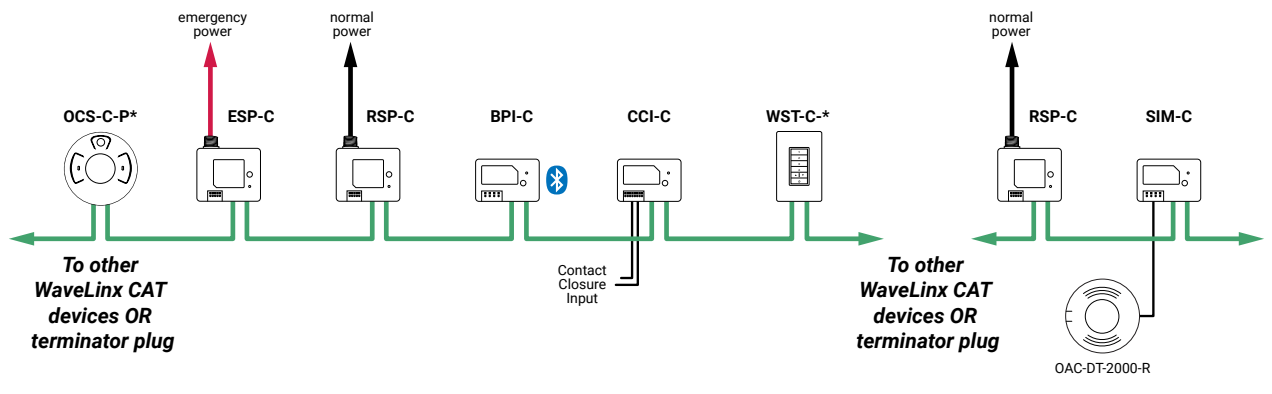 emergency
power
normal
power
normal
power
OCS-C-P*
ESP-C
RSP-C
BPI-C
CCI-C
WST-C-*
RSP-C
SIM-C
To other
WaveLinx CAT
devices OR
terminator plug
Contact
Closure
Input
To other
WaveLinx CAT
devices OR
terminator plug
OAC-DT-2000-R